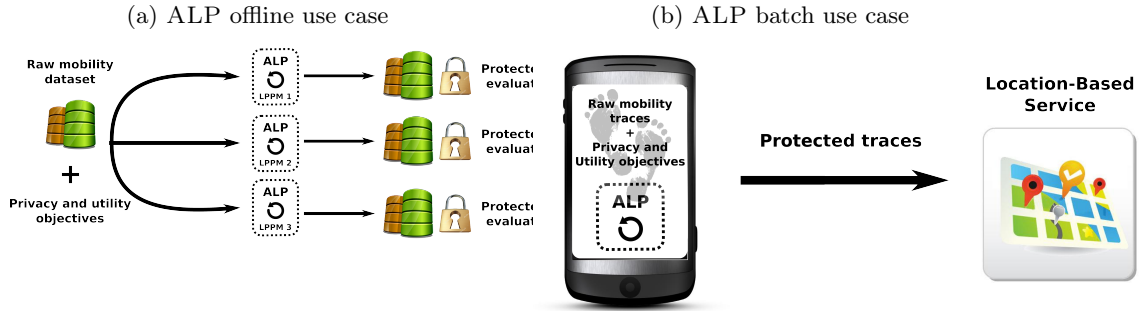 (a) ALP offline use case
Raw mobility
dataset
+
Privacy and utility
objectives
ALP
LPPM 1
ALP
LPPM 2
ALP
LPPM 3
Protecte
evaluat
Protecte
evaluat
Protecte
evaluat
(b) ALP batch use case
Raw mobility
traces
+
Privacy and
Utility objectives
ALP
Protected traces
Location-Based
Service